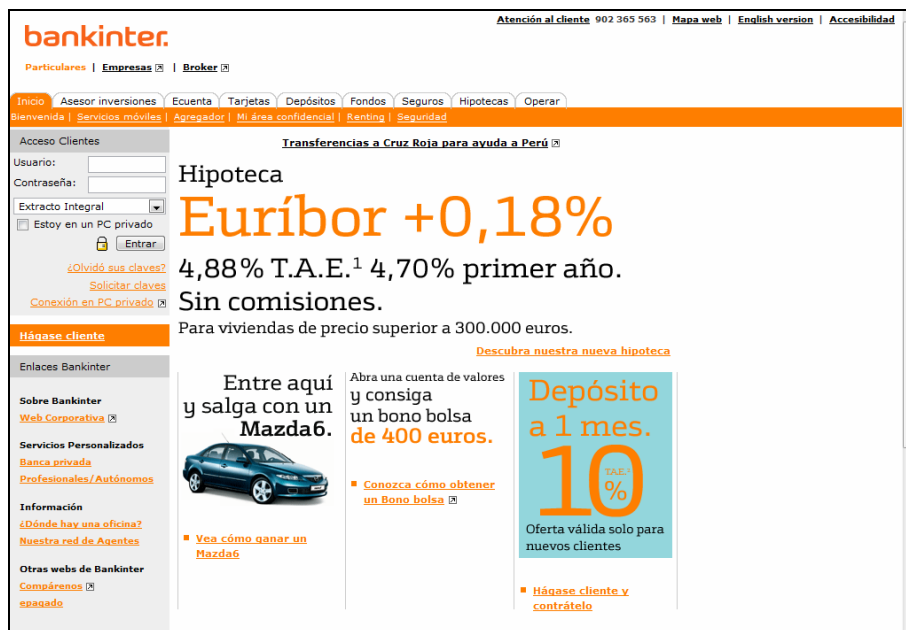 Atención al cliente 902 365 563 | Mapa web | English version | Accesibilidad
bankinter.
Particulares | Empresas | Broker
Inicio Asesor inversiones Ecuenta Tarjetas Depósitos Fondos Seguros Hipotecas Operar
Bienvenida | Servicios móviles | Agregador | Mi área confidencial | Renting | Seguridad
Acceso Clientes
Usuario:
Contraseña:
Extracto Integral
Estoy en un PC privado
Entrar
¿Olvidó sus claves?
Solicitar claves
Conexión en PC privado
Hágase cliente
Enlaces Bankinter
Sobre Bankinter
Web Corporativa
Servicios Personalizados
Banca privada
Profesionales/Autónomos
Información
¿Dónde hay una oficina?
Nuestra red de Agentes
Otras webs de Bankinter
Compárenos
epagado
Transferencias a Cruz Roja para ayuda a Perú
Hipoteca
Euríbor +0,18%
4,88% T.A.E.¹ 4,70% primer año.
Sin comisiones.
Para viviendas de precio superior a 300.000 euros.
Descubra nuestra nueva hipoteca
Entre aquí
y salga con un
Mazda6.
Vea cómo ganar un
Mazda6
Abra una cuenta de valores
y consiga
un bono bolsa
de 400 euros.
Conozca cómo obtener
un Bono bolsa
Depósito
a 1 mes.
10
T.A.E.
%
Oferta válida solo para
nuevos clientes
Hágase cliente y
contrátelo